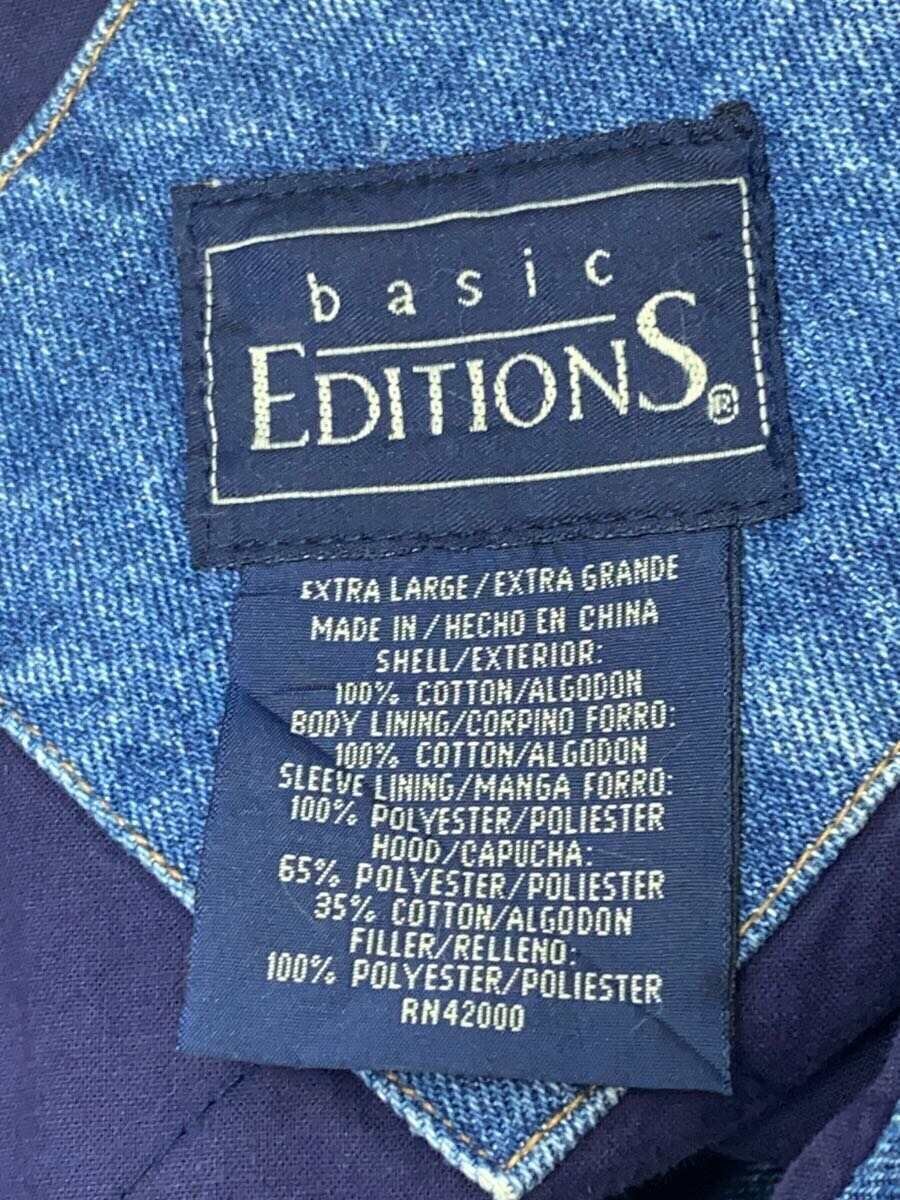 basic
EDITIONS®
EXTRA LARGE/EXTRA GRANDE
MADE IN/HECHO EN CHINA
SHELL/EXTERIOR:
100% COTTON/ALGODON
BODY LINING/CORPINO FORRO:
100% COTTON/ALGODON
SLEEVE LINING/MANGA FORRO:
100% POLYESTER/POLIESTER
HOOD/CAPUCHA:
65% POLYESTER/POLIESTER
35% COTTON/ALGODON
FILLER/RELLENO:
100% POLYESTER/POLIESTER
RN42000